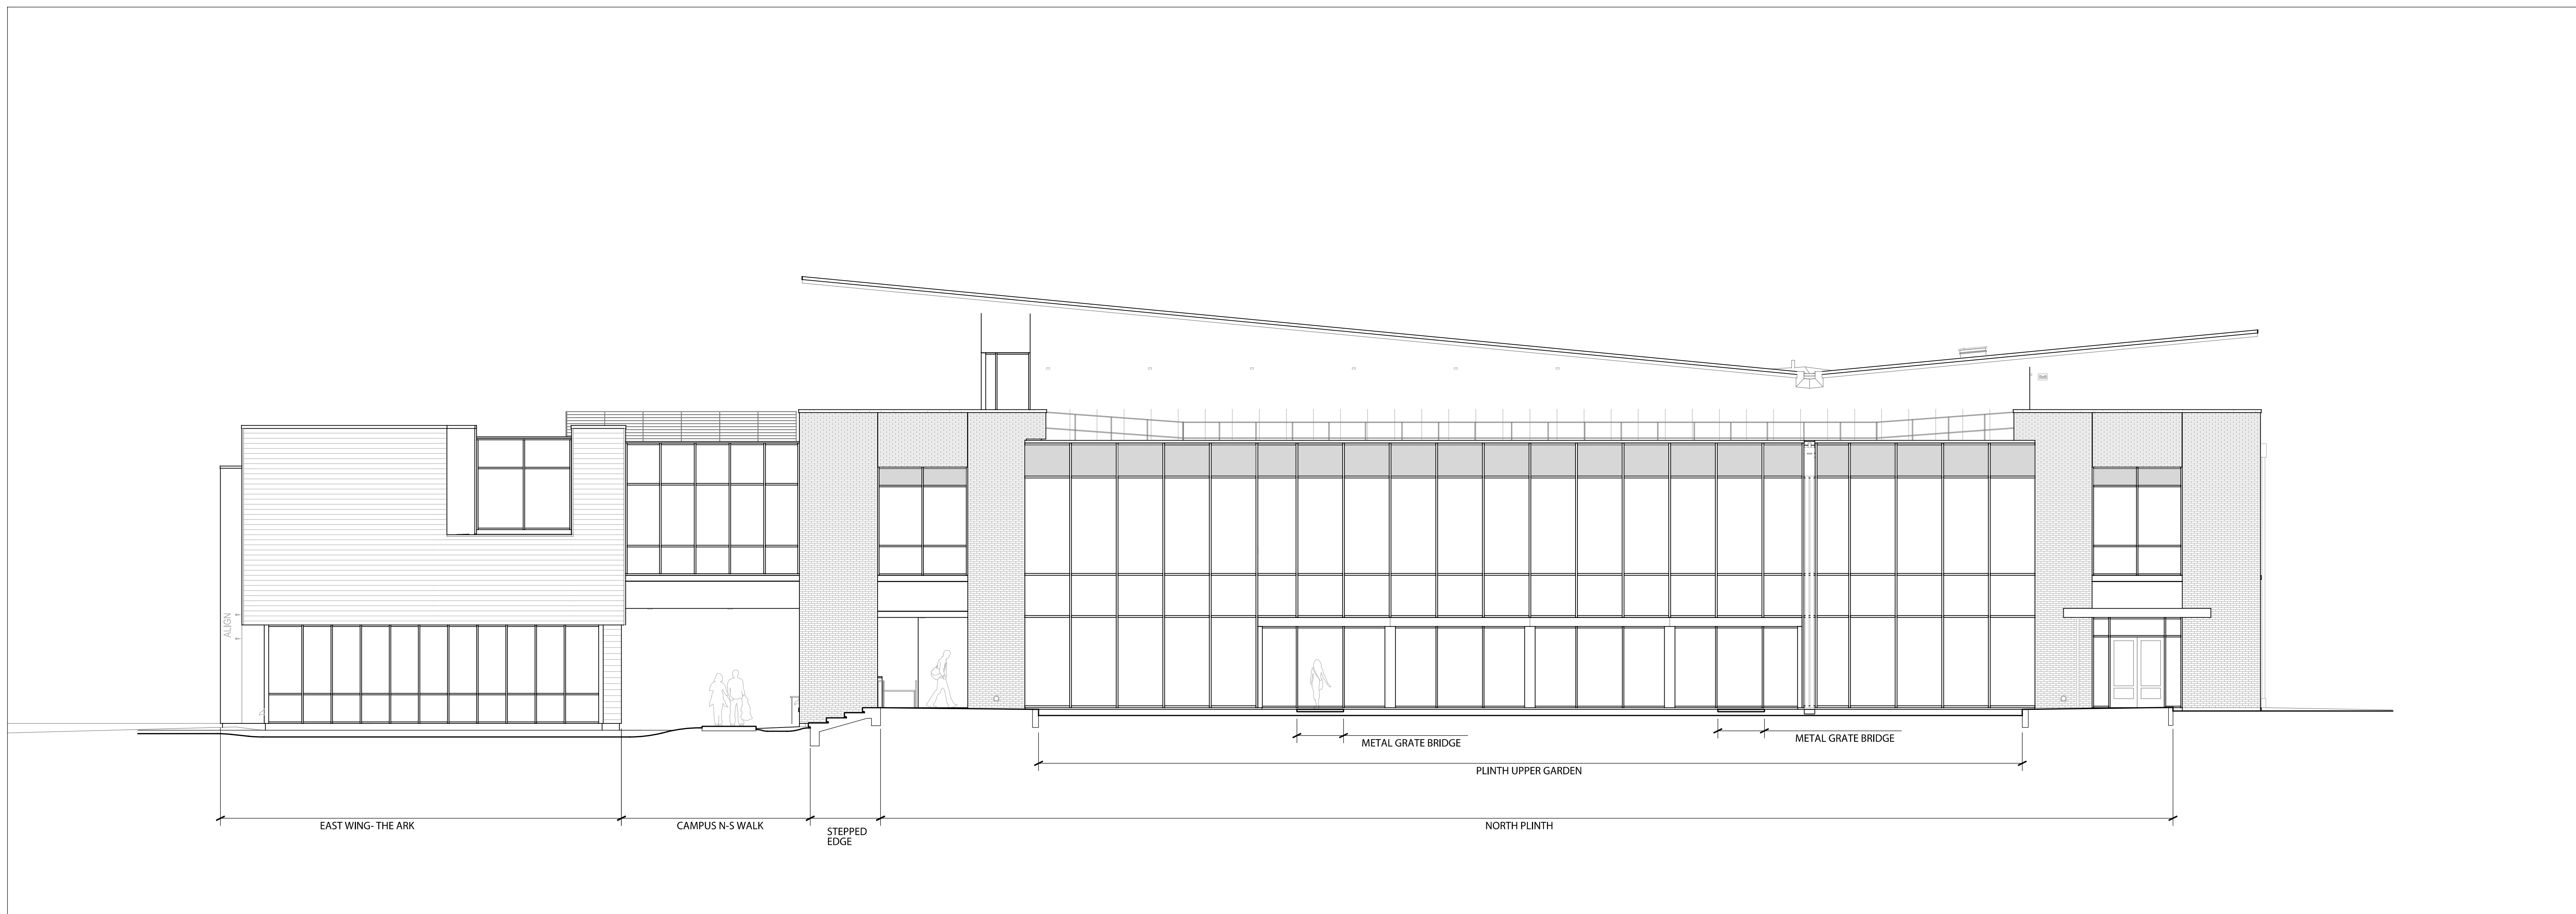 ALIGN
METAL GRATE BRIDGE
METAL GRATE BRIDGE
PLINTH UPPER GARDEN
EAST WING- THE ARK
CAMPUS N-S WALK
STEPPED
EDGE
NORTH PLINTH